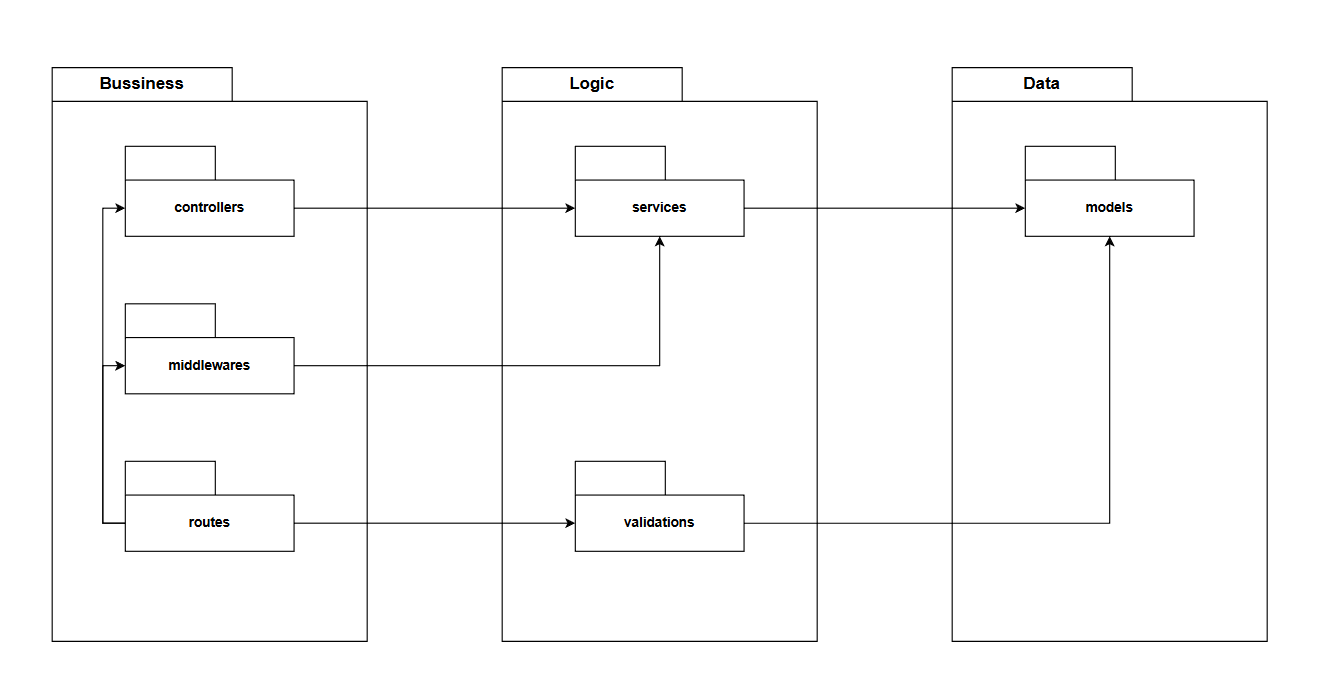 Bussiness
Logic
Data
controllers
services
models
middlewares
routes
validations